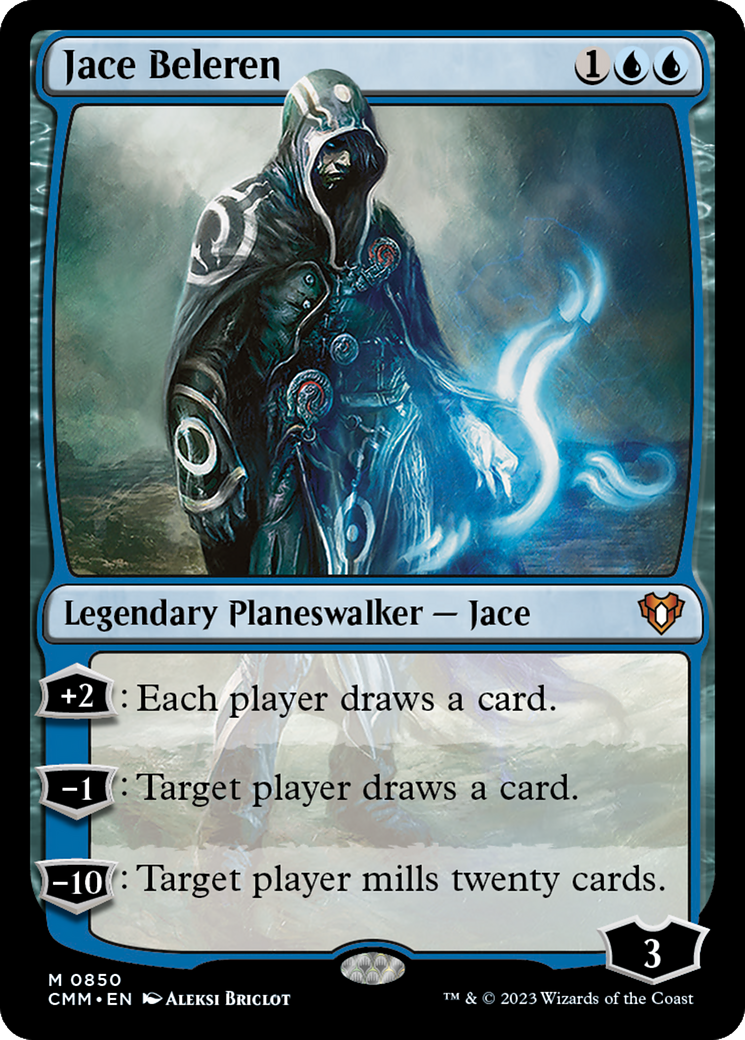 Jace Beleren 1
Legendary Planeswalker — Jace
+2 : Each player draws a card.
−1 : Target player draws a card.
−10 : Target player mills twenty cards.
3
M 0850
CMM • EN Aleksi Briclot
™ & © 2023 Wizards of the Coast